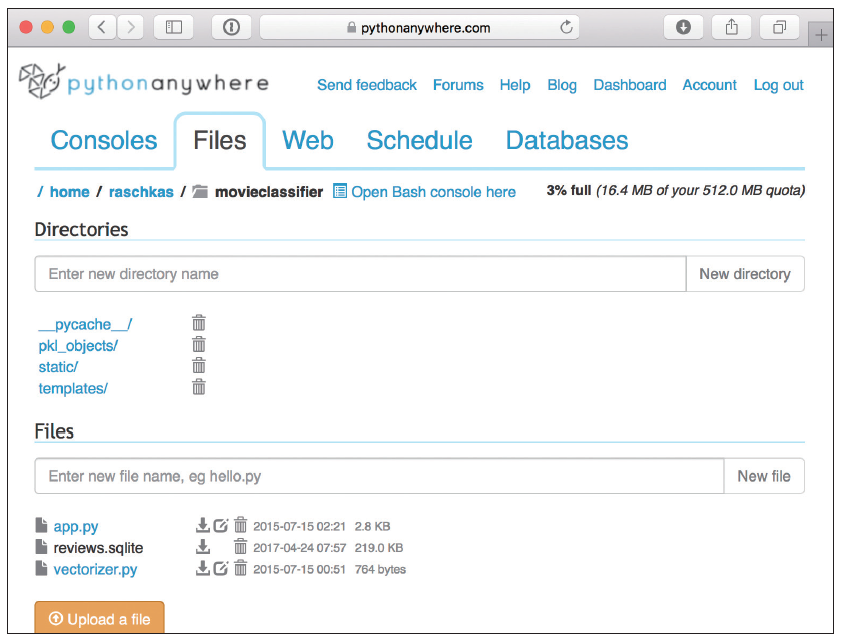 pythonanywhere.com
pythonanywhere
Send feedback Forums Help Blog Dashboard Account Log out
Consoles Files Web Schedule Databases
/ home / raschkas / movieclassifier Open Bash console here 3% full (16.4 MB of your 512.0 MB quota)
Directories
Enter new directory name New directory
__pycache__/
pkl_objects/
static/
templates/
Files
Enter new file name, eg hello.py New file
app.py 2015-07-15 02:21 2.8 KB
reviews.sqlite 2017-04-24 07:57 219.0 KB
vectorizer.py 2015-07-15 00:51 764 bytes
Upload a file